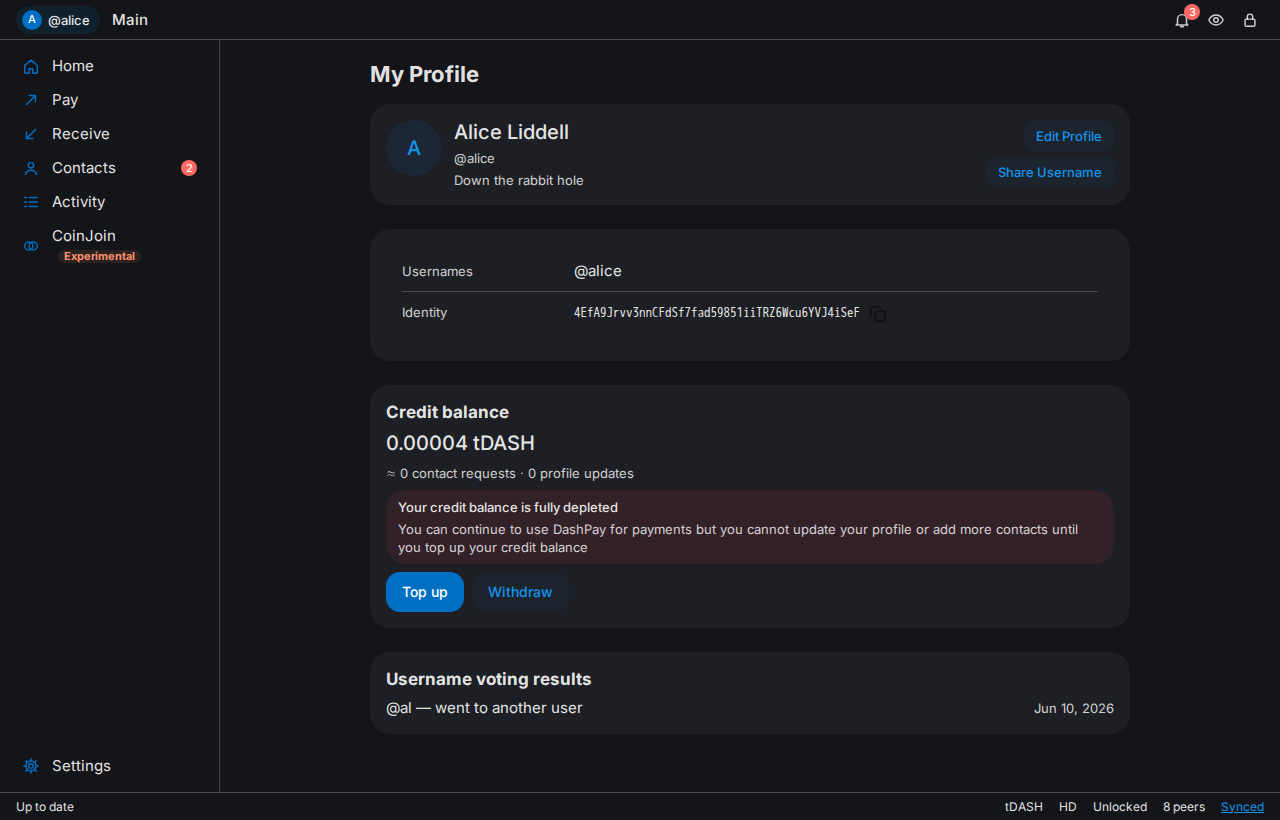 A @alice Main
3
Home
Pay
Receive
Contacts 2
Activity
CoinJoin
Experimental
Settings
My Profile
A
Alice Liddell
@alice
Down the rabbit hole
Edit Profile
Share Username
Usernames @alice
Identity 4EfA9Jrvv3nnCFdSf7fad59851iiTRZ6Wcu6YVJ4iSeF
Credit balance
0.00004 tDASH
≈ 0 contact requests · 0 profile updates
Your credit balance is fully depleted
You can continue to use DashPay for payments but you cannot update your profile or add more contacts until
you top up your credit balance
Top up Withdraw
Username voting results
@al — went to another user Jun 10, 2026
Up to date tDASH HD Unlocked 8 peers Synced